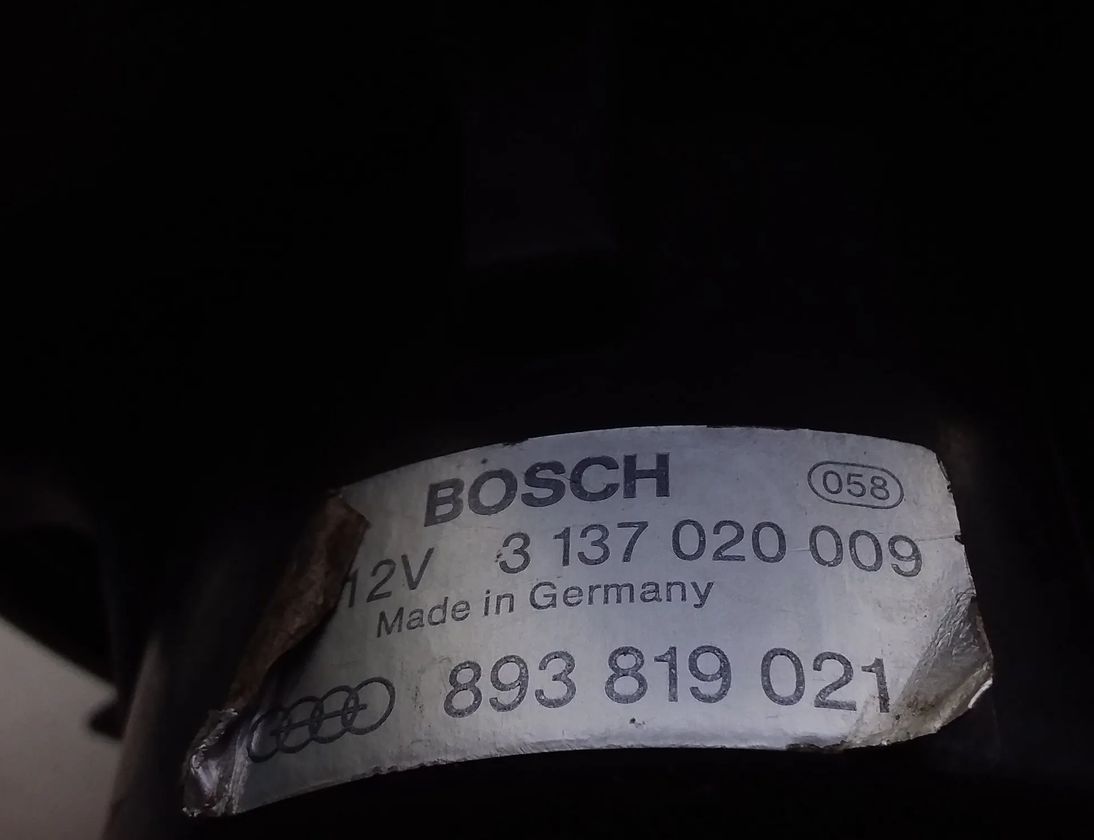 BOSCH 058
12V 3 137 020 009
Made in Germany
893 819 021